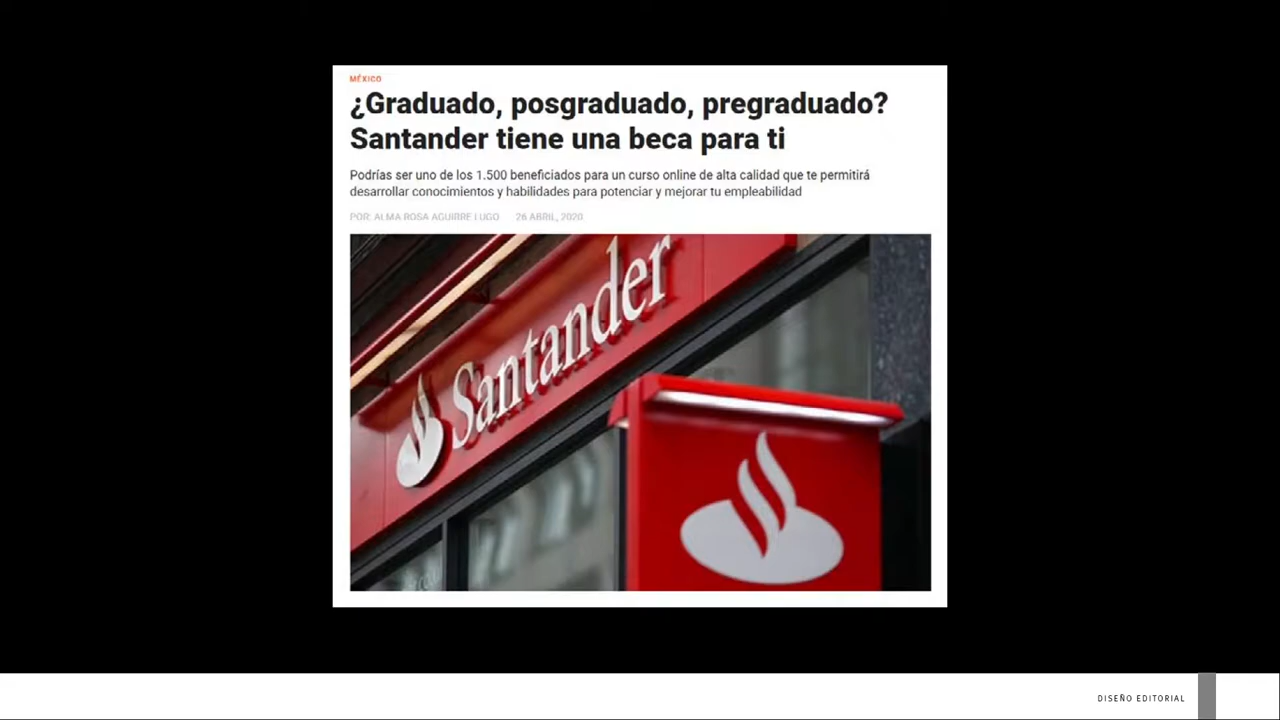 MÉXICO
¿Graduado, posgraduado, pregraduado?
Santander tiene una beca para ti
Podrías ser uno de los 1.500 beneficiados para un curso online de alta calidad que te permitirá
desarrollar conocimientos y habilidades para potenciar y mejorar tu empleabilidad
POR: ALMA ROSA AGUIRRE LUGO 26 ABRIL, 2020
Santander
DISEÑO EDITORIAL